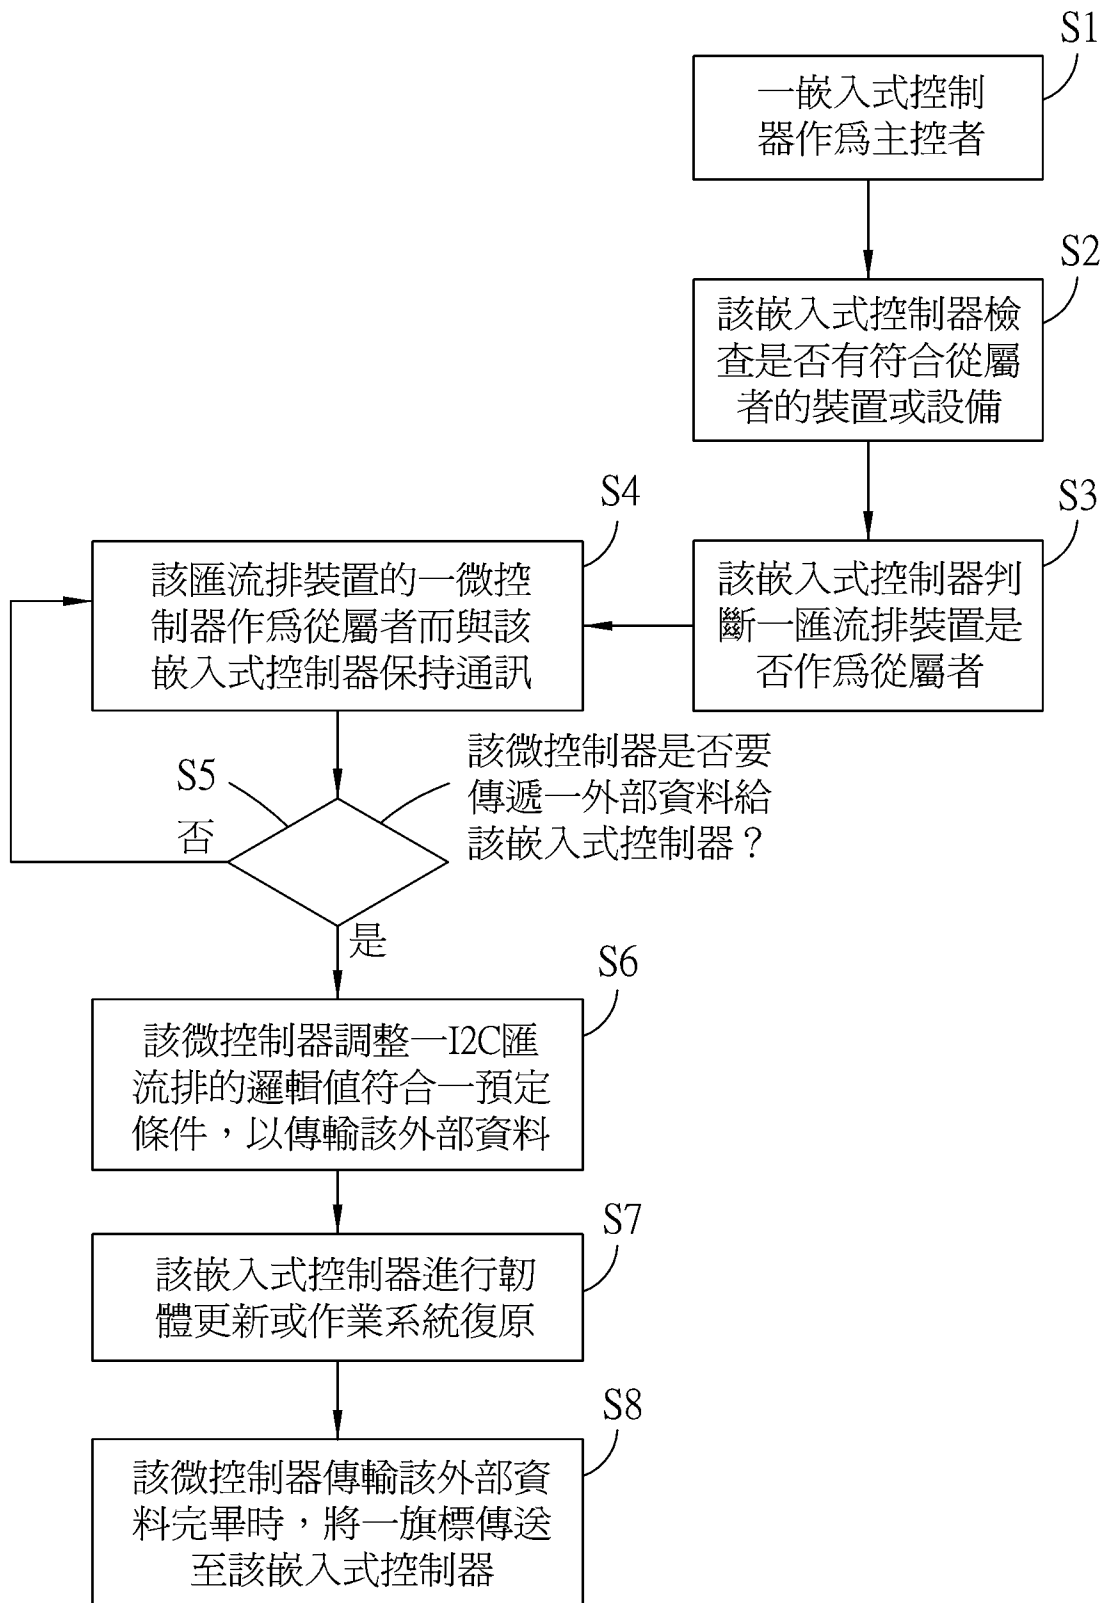 S1
一嵌入式控制
器作爲主控者
S2
該嵌入式控制器檢
查是否有符合從屬
者的裝置或設備
S3
該嵌入式控制器判
斷一匯流排裝置是
否作爲從屬者
S4
該匯流排裝置的一微控
制器作爲從屬者而與該
嵌入式控制器保持通訊
S5
該微控制器是否要
傳遞一外部資料給
該嵌入式控制器？
否
是
S6
該微控制器調整一I2C匯
流排的邏輯值符合一預定
條件，以傳輸該外部資料
S7
該嵌入式控制器進行韌
體更新或作業系統復原
S8
該微控制器傳輸該外部資
料完畢時，將一旗標傳送
至該嵌入式控制器